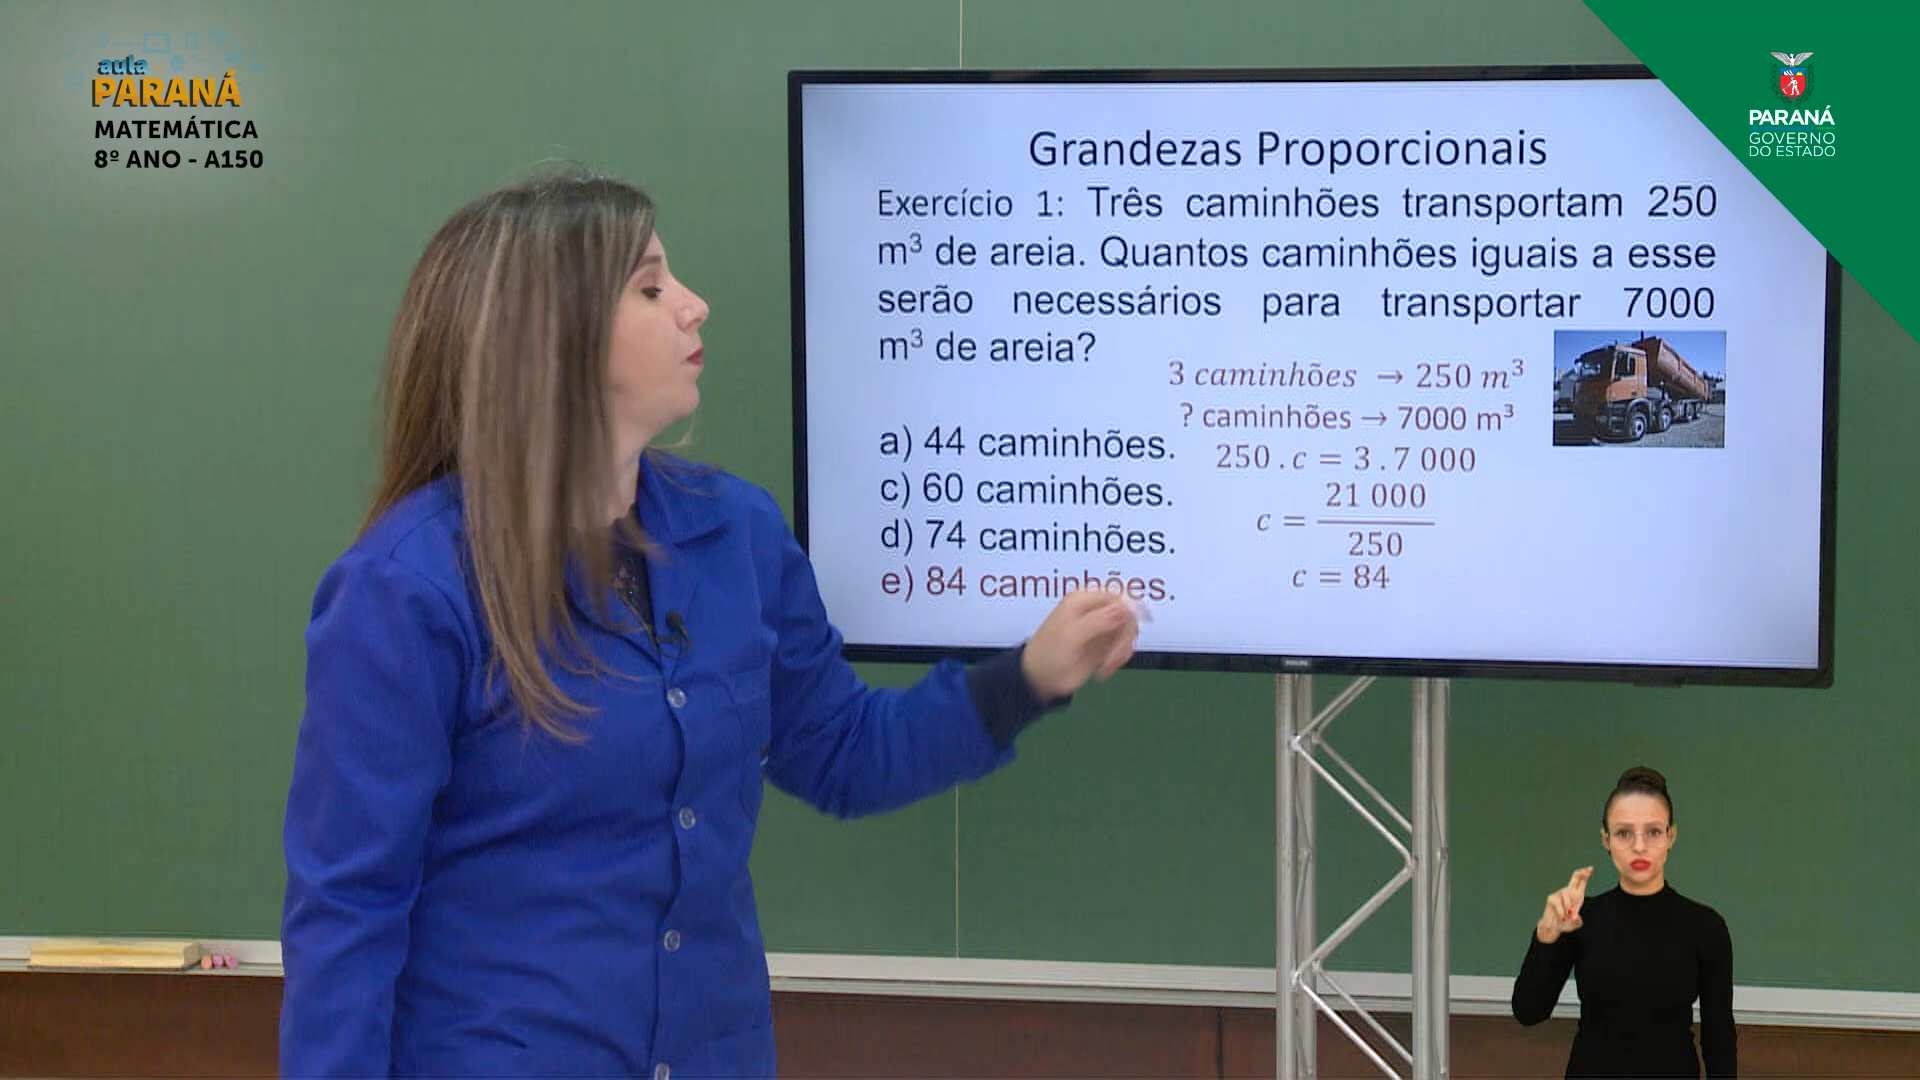 aula
PARANÁ
MATEMÁTICA
8º ANO - A150
PARANÁ
GOVERNO
DO ESTADO
Grandezas Proporcionais
Exercício 1: Três caminhões transportam 250
m³ de areia. Quantos caminhões iguais a esse
serão necessários para transportar 7000
m³ de areia?
3 caminhões → 250 m³
? caminhões → 7000 m³
250 . c = 3 . 7 000
c = 21 000
250
c = 84
a) 44 caminhões.
c) 60 caminhões.
d) 74 caminhões.
e) 84 caminhões.
PHILIPS